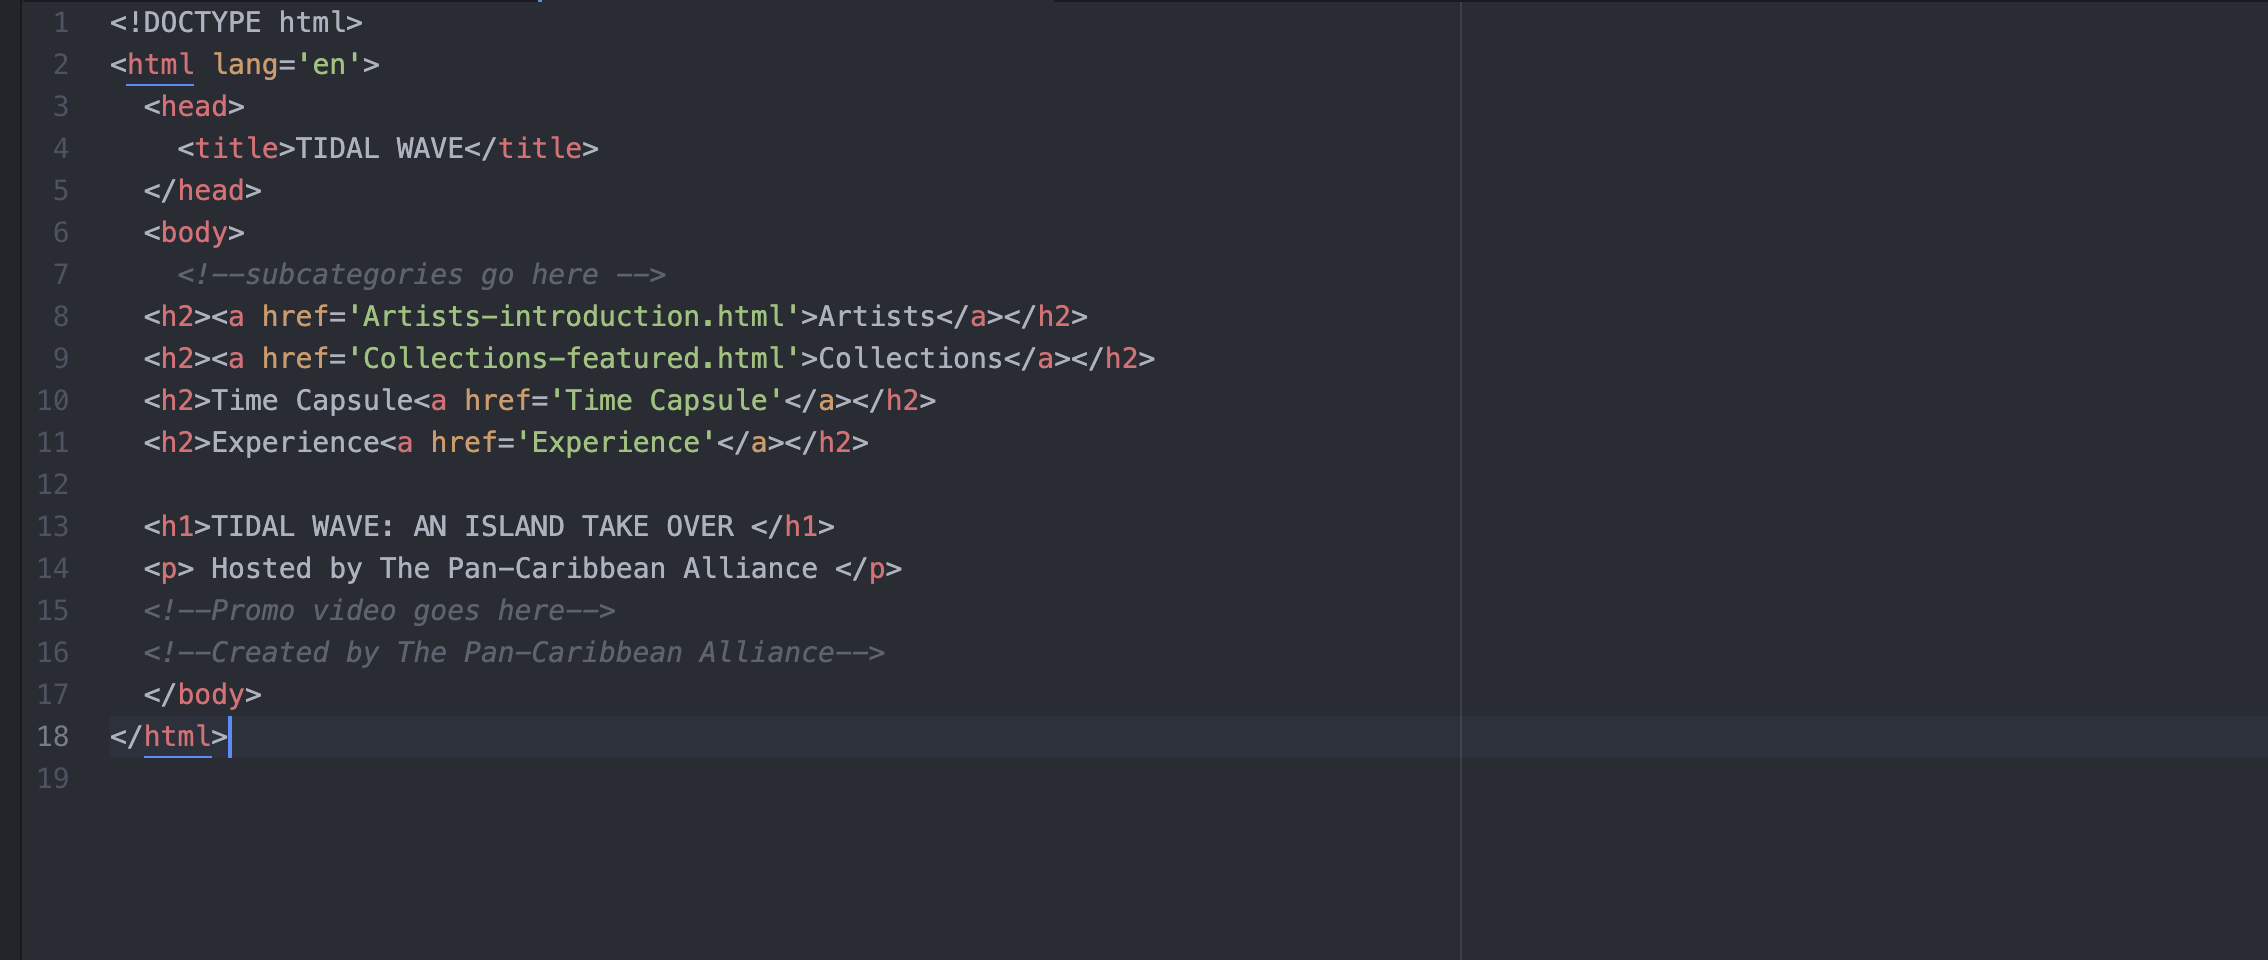 1 <!DOCTYPE html>
2 <html lang='en'>
3 <head>
4 <title>TIDAL WAVE</title>
5 </head>
6 <body>
7 <!--subcategories go here -->
8 <h2><a href='Artists-introduction.html'>Artists</a></h2>
9 <h2><a href='Collections-featured.html'>Collections</a></h2>
10 <h2>Time Capsule<a href='Time Capsule'</a></h2>
11 <h2>Experience<a href='Experience'</a></h2>
12
13 <h1>TIDAL WAVE: AN ISLAND TAKE OVER </h1>
14 <p> Hosted by The Pan-Caribbean Alliance </p>
15 <!--Promo video goes here-->
16 <!--Created by The Pan-Caribbean Alliance-->
17 </body>
18 </html>
19